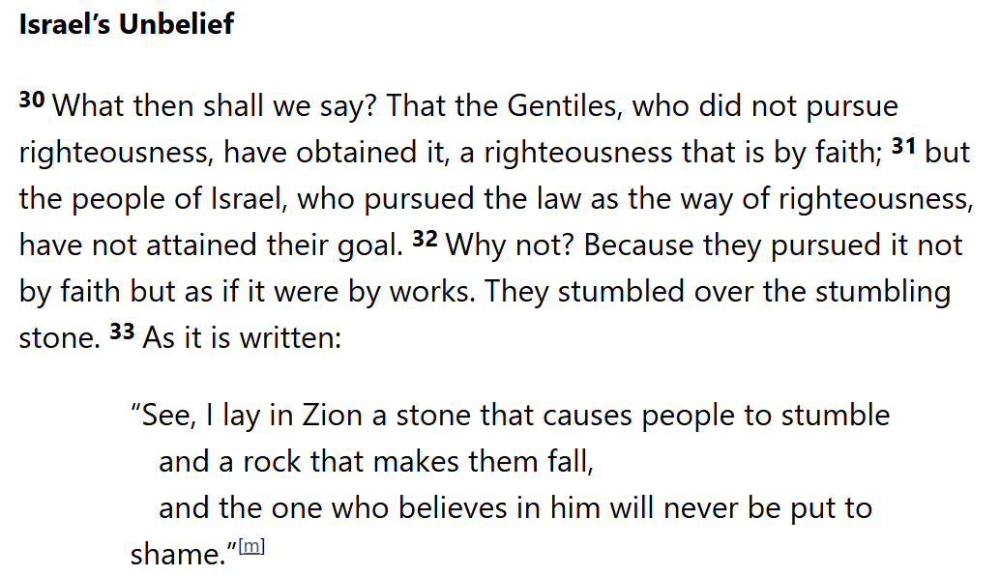 Israel’s Unbelief
30 What then shall we say? That the Gentiles, who did not pursue
righteousness, have obtained it, a righteousness that is by faith; 31 but
the people of Israel, who pursued the law as the way of righteousness,
have not attained their goal. 32 Why not? Because they pursued it not
by faith but as if it were by works. They stumbled over the stumbling
stone. 33 As it is written:
“See, I lay in Zion a stone that causes people to stumble
and a rock that makes them fall,
and the one who believes in him will never be put to
shame.”[m]